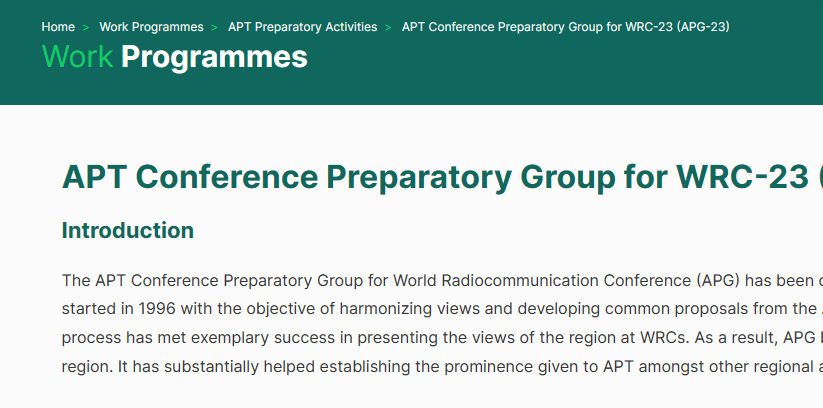 Home > Work Programmes > APT Preparatory Activities > APT Conference Preparatory Group for WRC-23 (APG-23)
Work Programmes
APT Conference Preparatory Group for WRC-23 (
Introduction
The APT Conference Preparatory Group for World Radiocommunication Conference (APG) has been
started in 1996 with the objective of harmonizing views and developing common proposals from the
process has met exemplary success in presenting the views of the region at WRCs. As a result, APG
region. It has substantially helped establishing the prominence given to APT amongst other regional